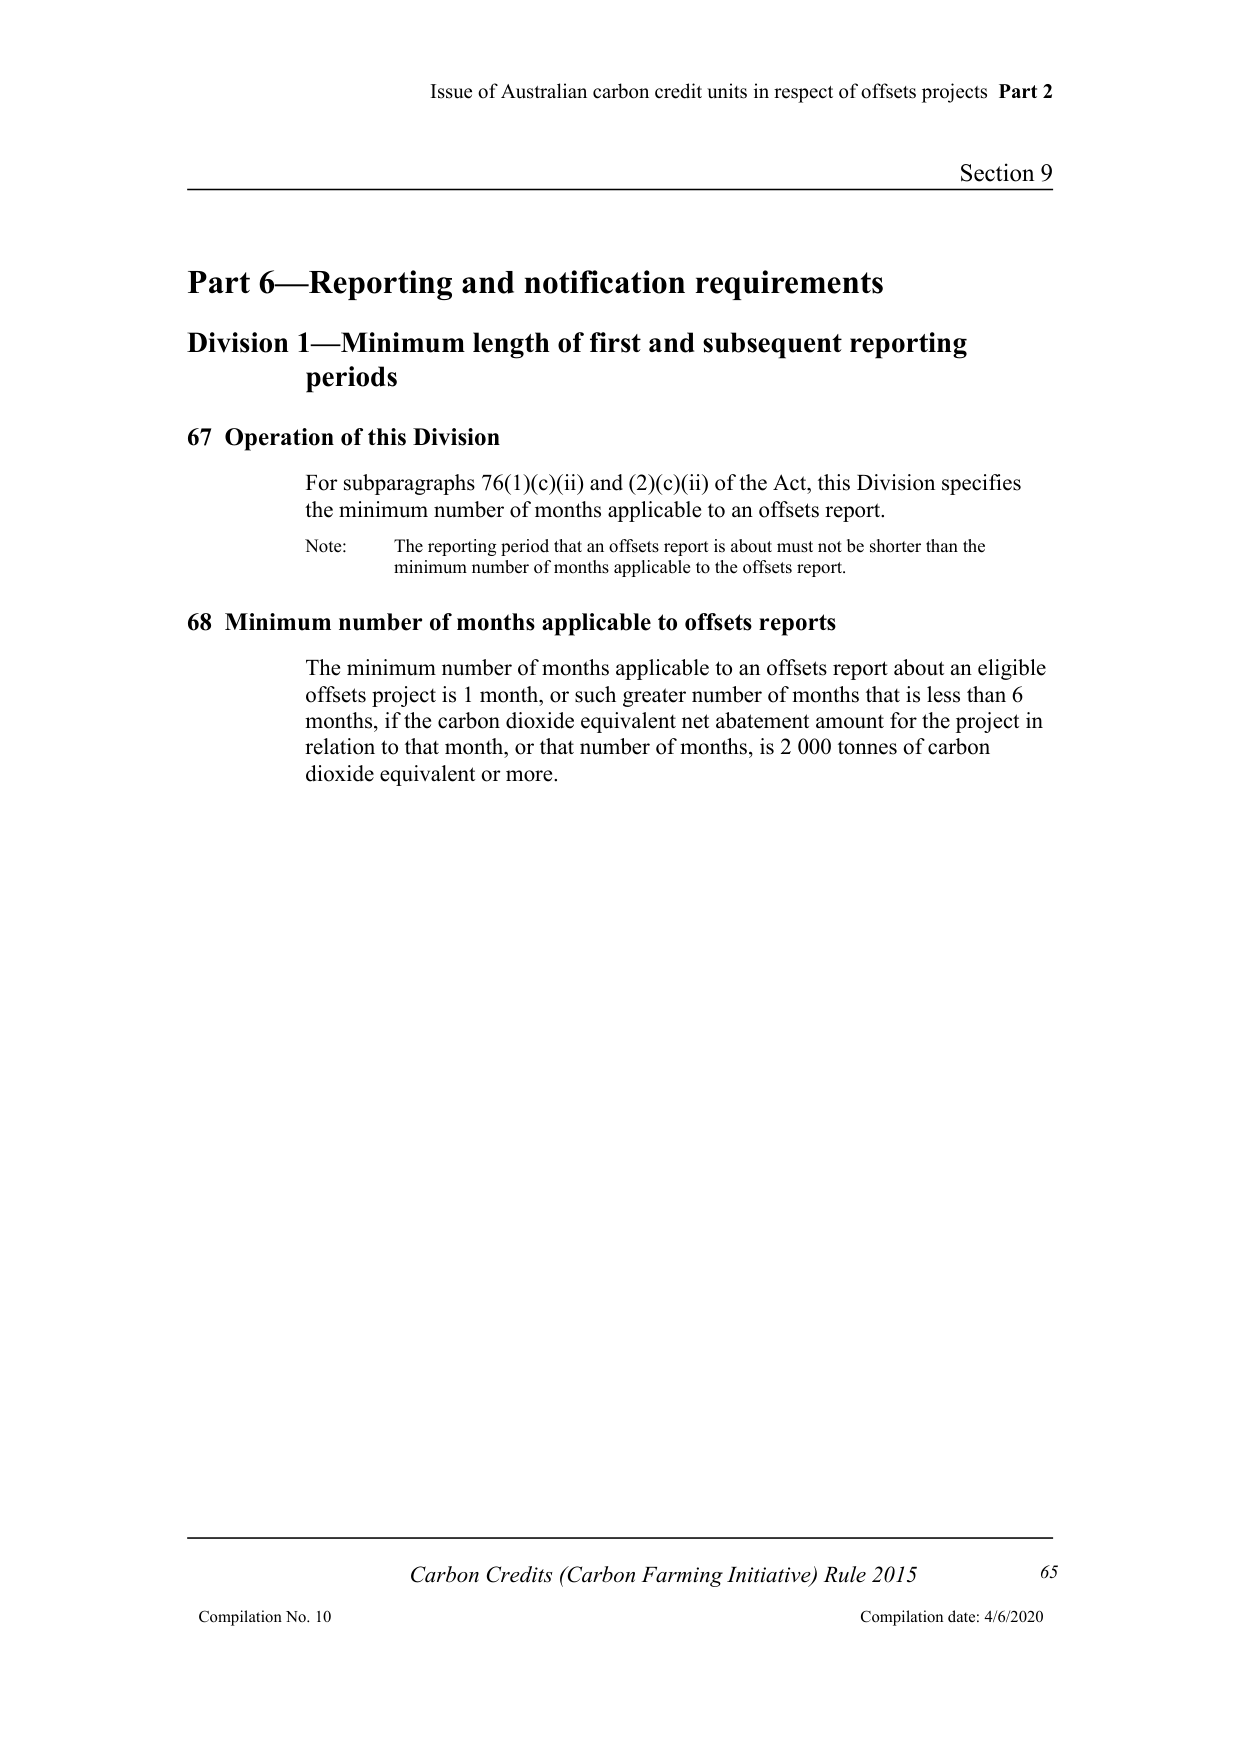 Issue of Australian carbon credit units in respect of offsets projects Part 2
Section 9
Part 6—Reporting and notification requirements
Division 1—Minimum length of first and subsequent reporting
periods
67 Operation of this Division
For subparagraphs 76(1)(c)(ii) and (2)(c)(ii) of the Act, this Division specifies
the minimum number of months applicable to an offsets report.
Note: The reporting period that an offsets report is about must not be shorter than the
minimum number of months applicable to the offsets report.
68 Minimum number of months applicable to offsets reports
The minimum number of months applicable to an offsets report about an eligible
offsets project is 1 month, or such greater number of months that is less than 6
months, if the carbon dioxide equivalent net abatement amount for the project in
relation to that month, or that number of months, is 2 000 tonnes of carbon
dioxide equivalent or more.
Carbon Credits (Carbon Farming Initiative) Rule 2015 65
Compilation No. 10 Compilation date: 4/6/2020